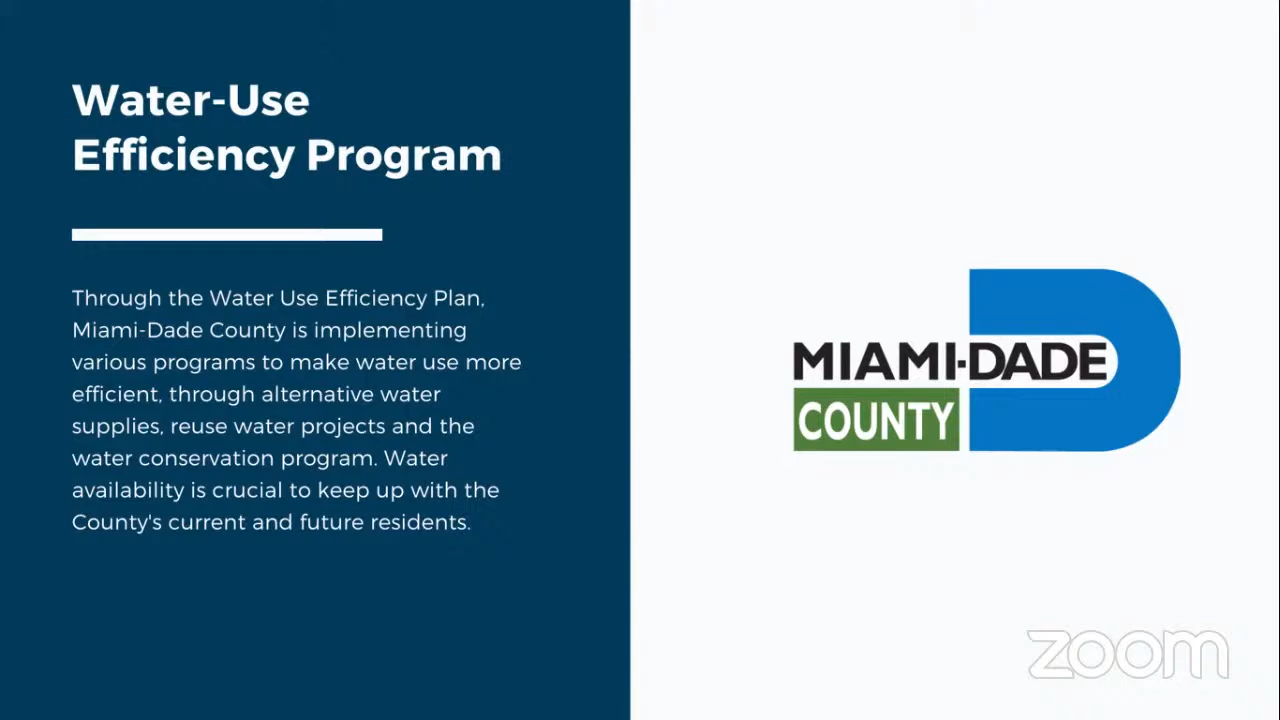 Water-Use
Efficiency Program
Through the Water Use Efficiency Plan,
Miami-Dade County is implementing
various programs to make water use more
efficient, through alternative water
supplies, reuse water projects and the
water conservation program. Water
availability is crucial to keep up with the
County's current and future residents.
MIAMI-DADE
COUNTY
zoom